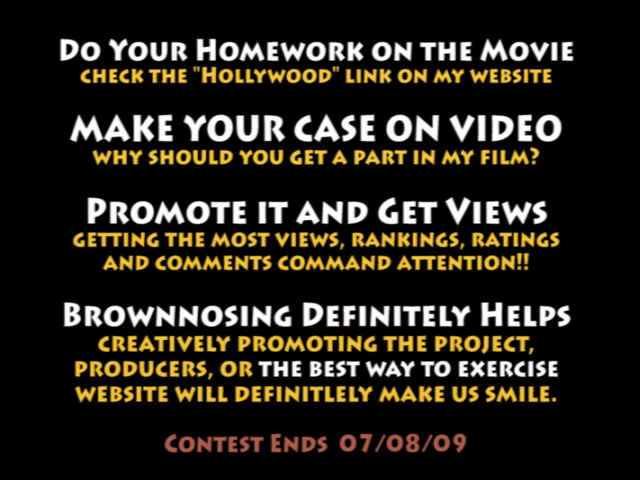 Do Your Homework on the Movie
check the "Hollywood" link on my website
MAKE YOUR CASE ON VIDEO
why should you get a part in my film?
Promote it and Get Views
getting the most views, rankings, ratings
and comments command attention!!
Brownnosing Definitely Helps
creatively promoting the project,
producers, or the best way to exercise
website will definitlely make us smile.
Contest Ends 07/08/09